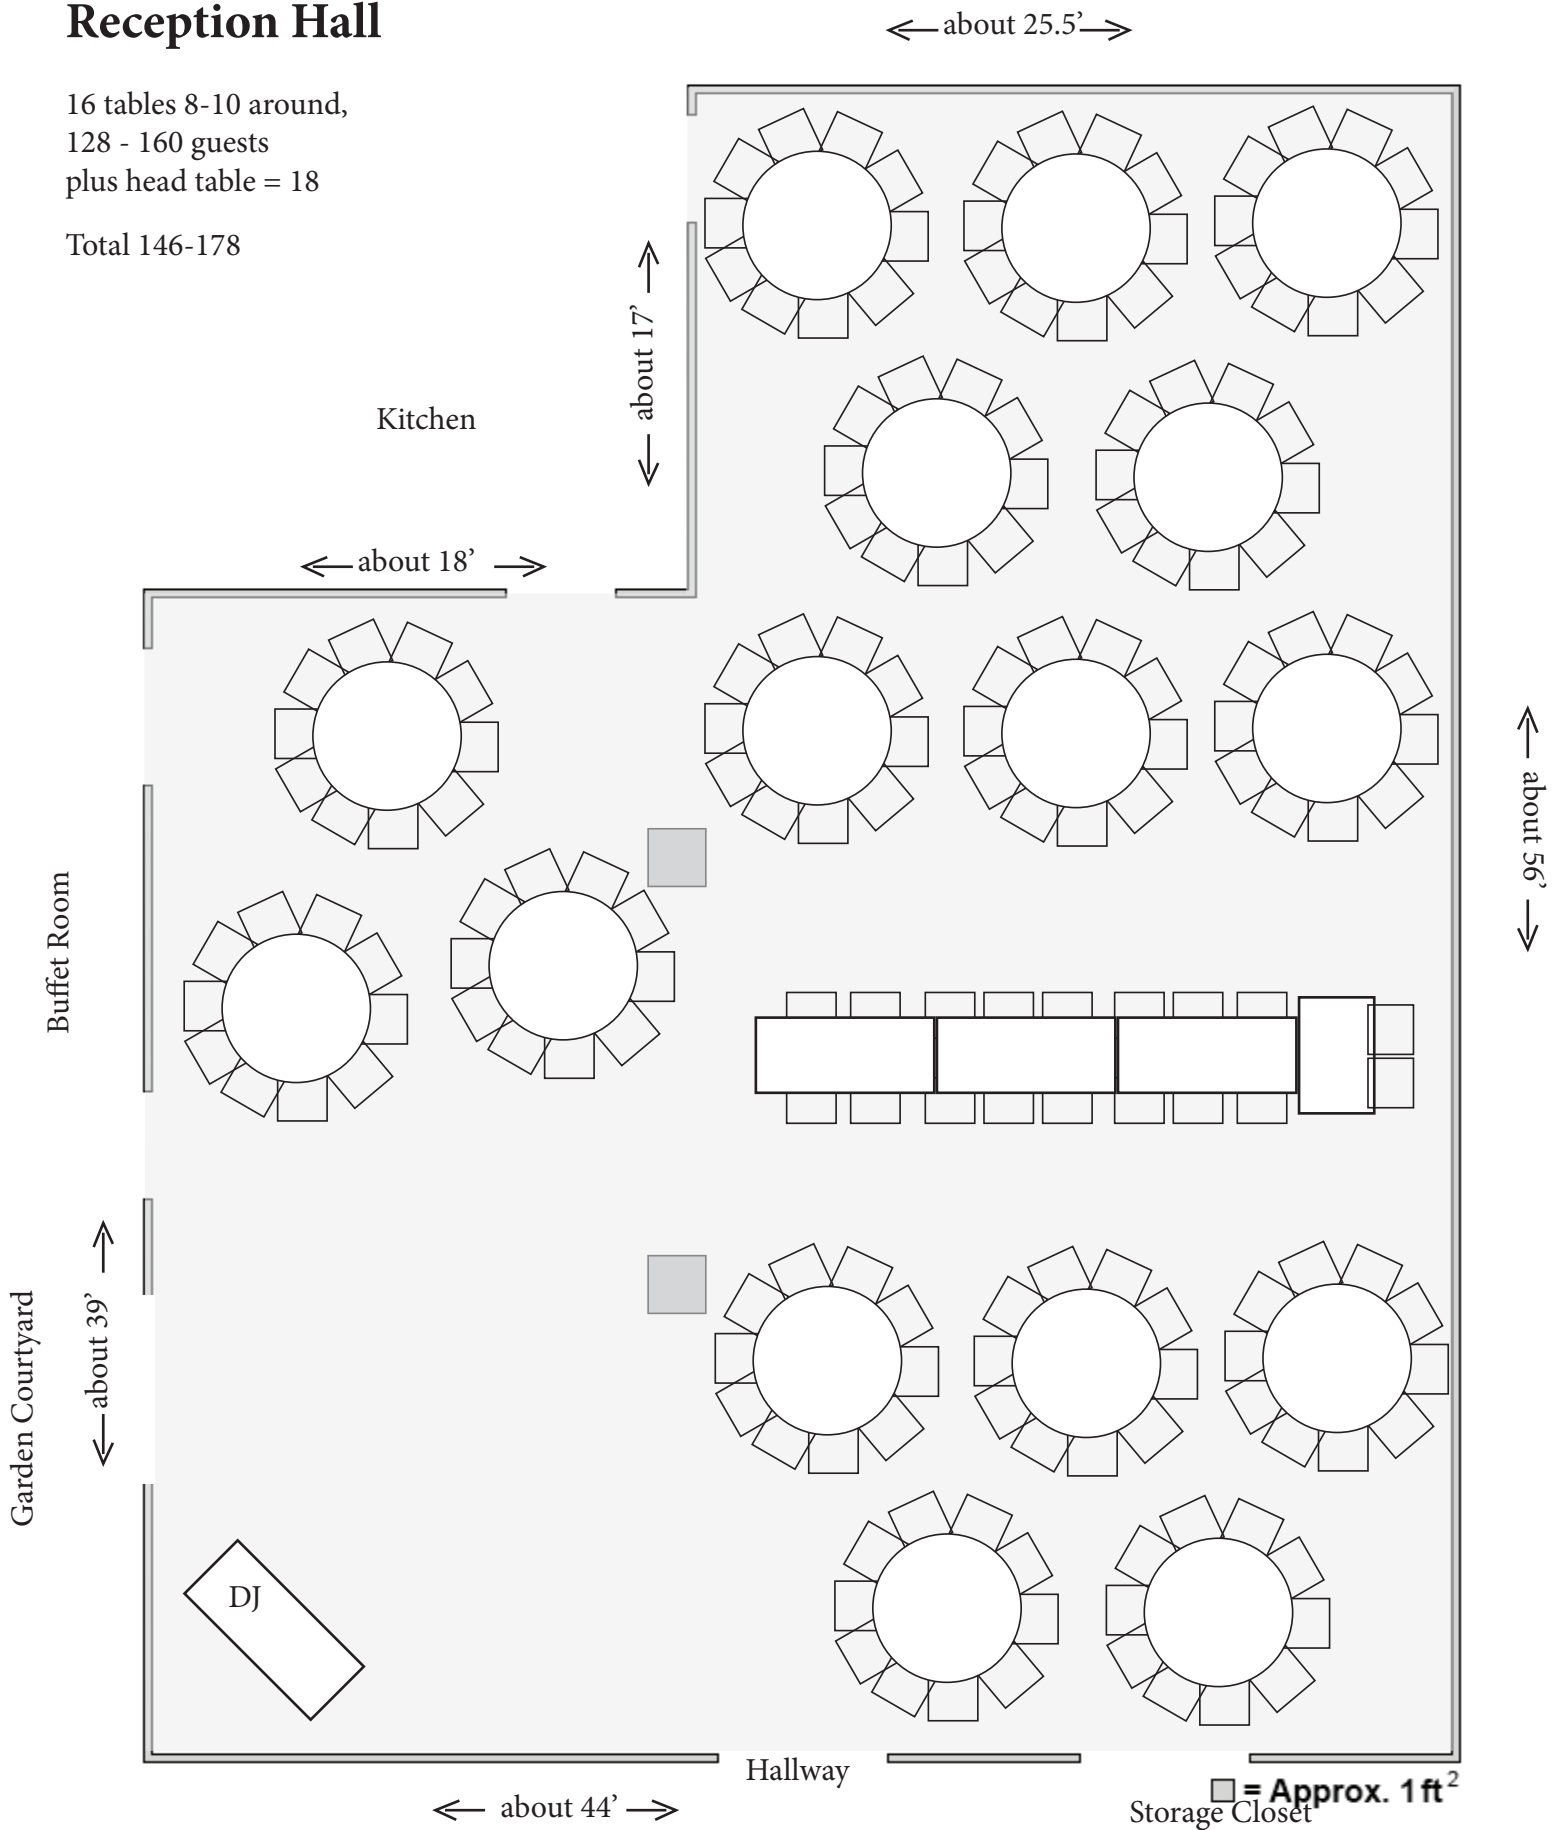 Reception Hall
about 25.5’
16 tables 8-10 around,
128 - 160 guests
plus head table = 18
Total 146-178
about 17’
Kitchen
about 18’
about 56’
Buffet Room
about 39’
Garden Courtyard
DJ
Hallway
= Approx. 1 ft²
Storage Closet
about 44’